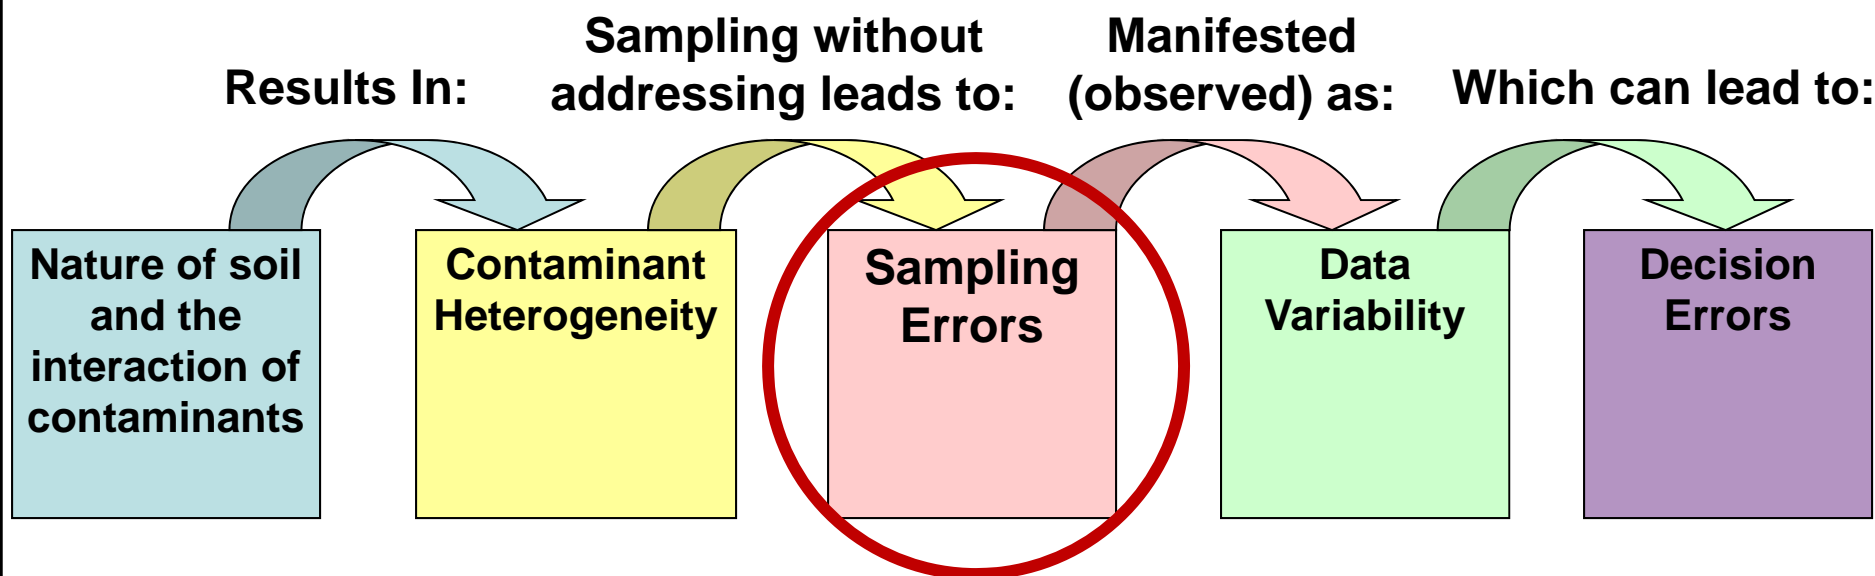 Results In:
Sampling without
addressing leads to:
Manifested
(observed) as:
Which can lead to:
Nature of soil
and the
interaction of
contaminants
Contaminant
Heterogeneity
Sampling
Errors
Data
Variability
Decision
Errors